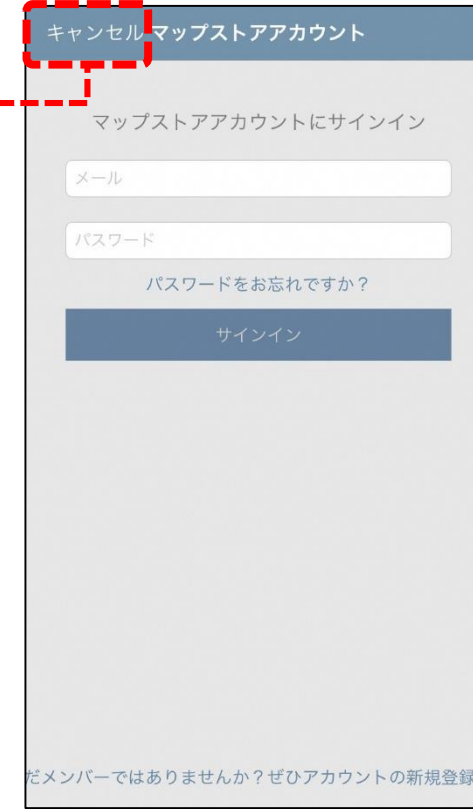 キャンセル マップストアアカウント
マップストアアカウントにサインイン
メール
パスワード
パスワードをお忘れですか？
サインイン
だメンバーではありませんか？ぜひアカウントの新規登録